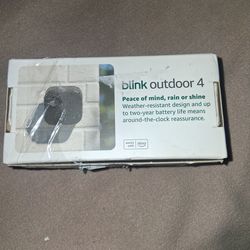 blink outdoor 4
Peace of mind, rain or shine
Weather-resistant design and up
to two-year battery life means
around-the-clock reassurance.